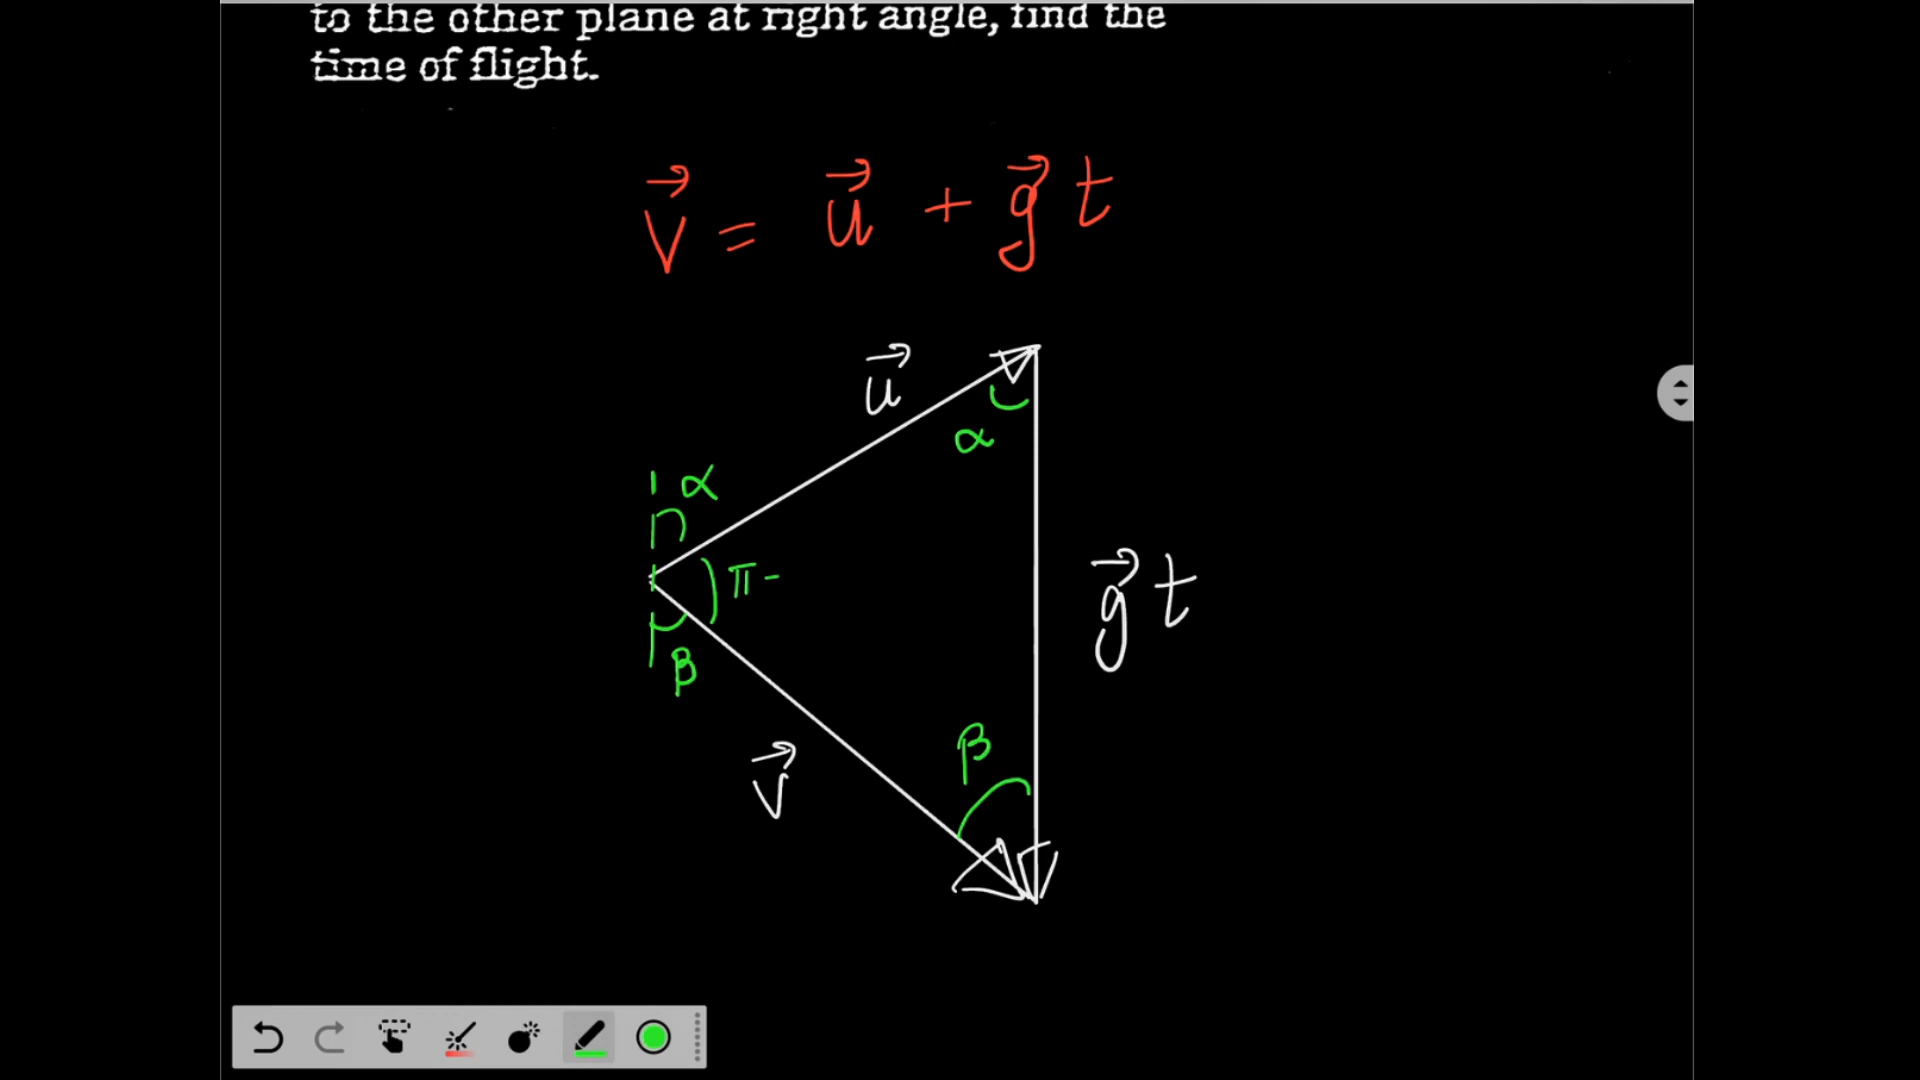 to the other plane at right angle, find the
time of flight.
v⃗ = u⃗ + g⃗ t
u⃗
α
α
π -
g⃗ t
β
β
v⃗